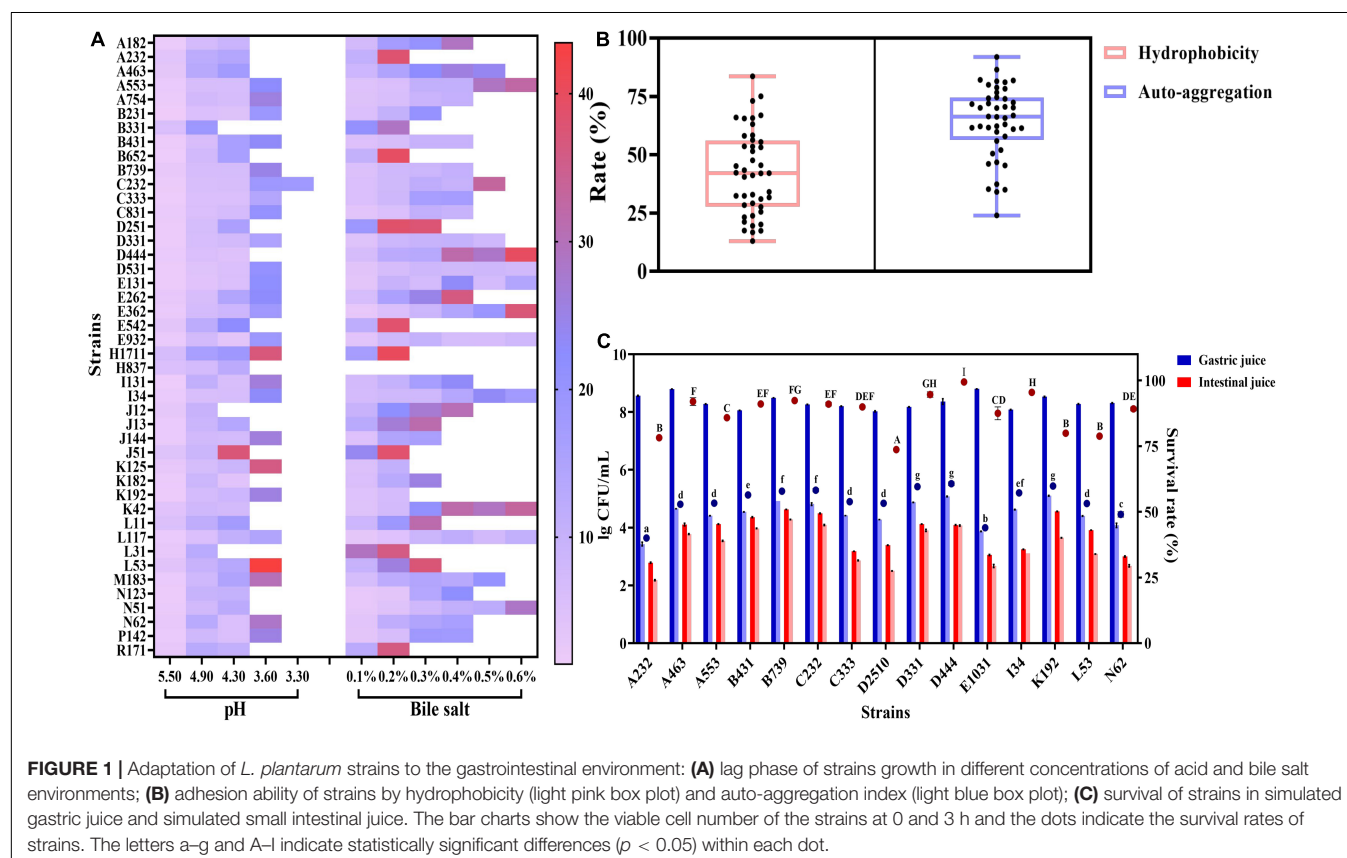 A
A182
A232
A463
A553
A754
B231
B331
B431
B652
B739
C232
C333
C831
D251
D331
D444
D531
E131
E262
E362
E542
E932
H1711
H837
I131
I34
J12
J13
J144
J51
K125
K182
K192
K42
L11
L117
L31
L53
M183
N123
N51
N62
P142
R171
Strains
5.50 4.90 4.30 3.60 3.30 0.1% 0.2% 0.3% 0.4% 0.5% 0.6%
pH Bile salt
40
30
20
10
B
100
75
50
25
0
Rate (%)
Hydrophobicity
Auto-aggregation
C
10
8
6
4
2
0
lg CFU/mL
100
75
50
25
0
Survival rate (%)
Gastric juice
Intestinal juice
B F C EF FG EF DEF A GH I CD H B B DE
a d d e f f d d g g b ef g d c
A232 A463 A553 B431 B739 C232 C333 D2510 D331 D444 E1031 I34 K192 L53 N62
Strains
FIGURE 1 | Adaptation of L. plantarum strains to the gastrointestinal environment: (A) lag phase of strains growth in different concentrations of acid and bile salt
environments; (B) adhesion ability of strains by hydrophobicity (light pink box plot) and auto-aggregation index (light blue box plot); (C) survival of strains in simulated
gastric juice and simulated small intestinal juice. The bar charts show the viable cell number of the strains at 0 and 3 h and the dots indicate the survival rates of
strains. The letters a–g and A–I indicate statistically significant differences (p < 0.05) within each dot.